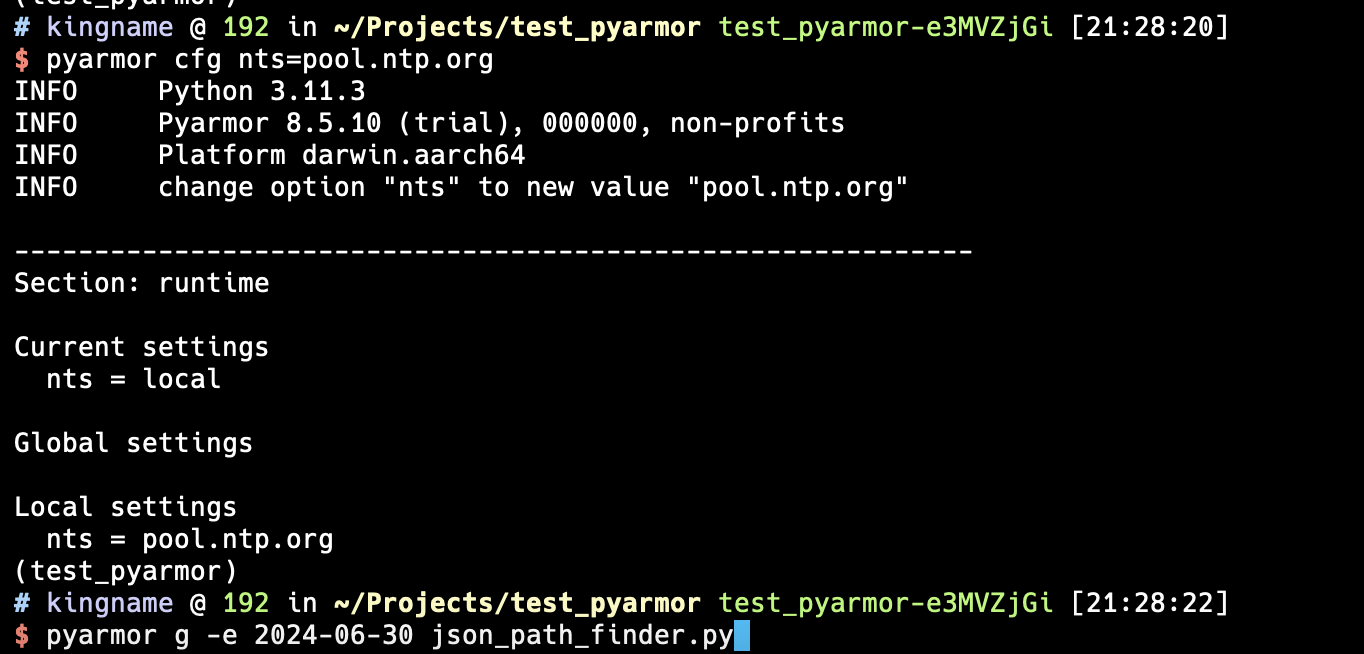 (test_pyarmor)
# kingname @ 192 in ~/Projects/test_pyarmor test_pyarmor-e3MVZjGi [21:28:20]
$ pyarmor cfg nts=pool.ntp.org
INFO     Python 3.11.3
INFO     Pyarmor 8.5.10 (trial), 000000, non-profits
INFO     Platform darwin.aarch64
INFO     change option "nts" to new value "pool.ntp.org"
------------------------------------------------------------
Section: runtime
Current settings
  nts = local
Global settings
Local settings
  nts = pool.ntp.org
(test_pyarmor)
# kingname @ 192 in ~/Projects/test_pyarmor test_pyarmor-e3MVZjGi [21:28:22]
$ pyarmor g -e 2024-06-30 json_path_finder.py